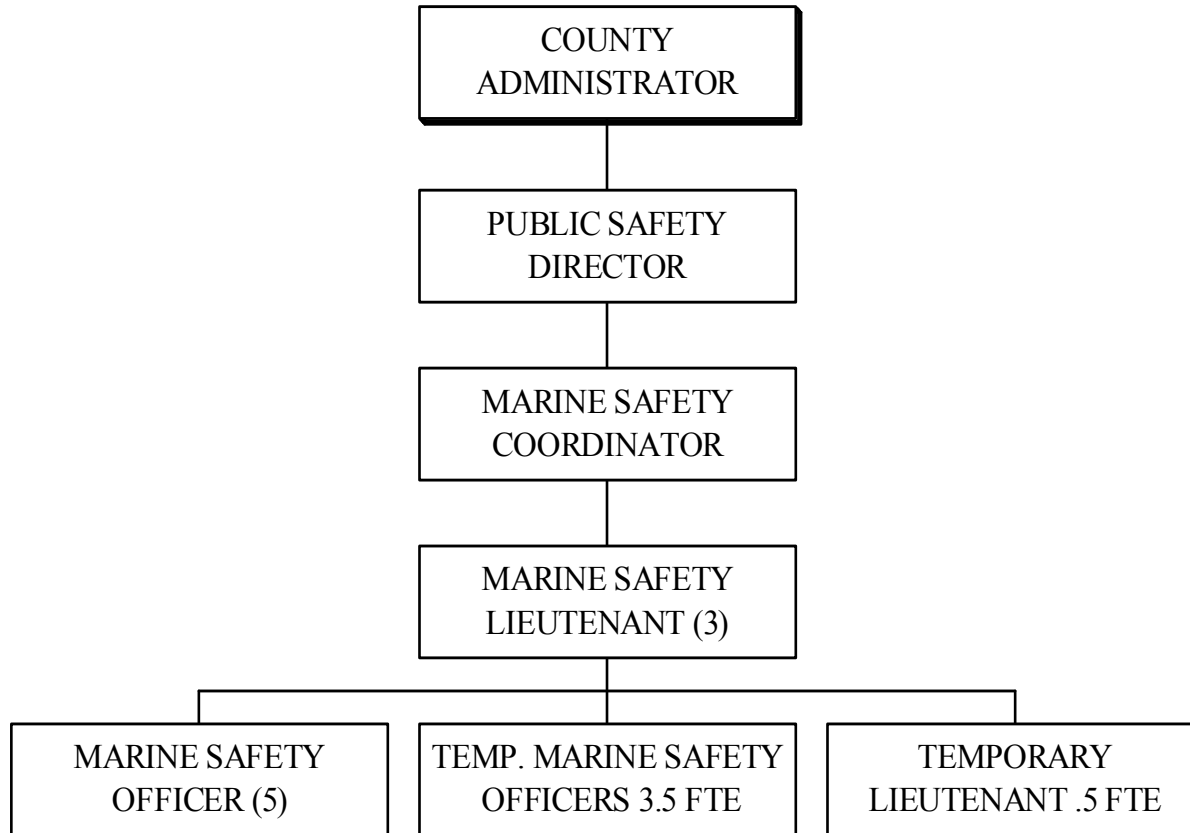 COUNTY
ADMINISTRATOR
PUBLIC SAFETY
DIRECTOR
MARINE SAFETY
COORDINATOR
MARINE SAFETY
LIEUTENANT (3)
MARINE SAFETY
OFFICER (5)
TEMP. MARINE SAFETY
OFFICERS 3.5 FTE
TEMPORARY
LIEUTENANT .5 FTE